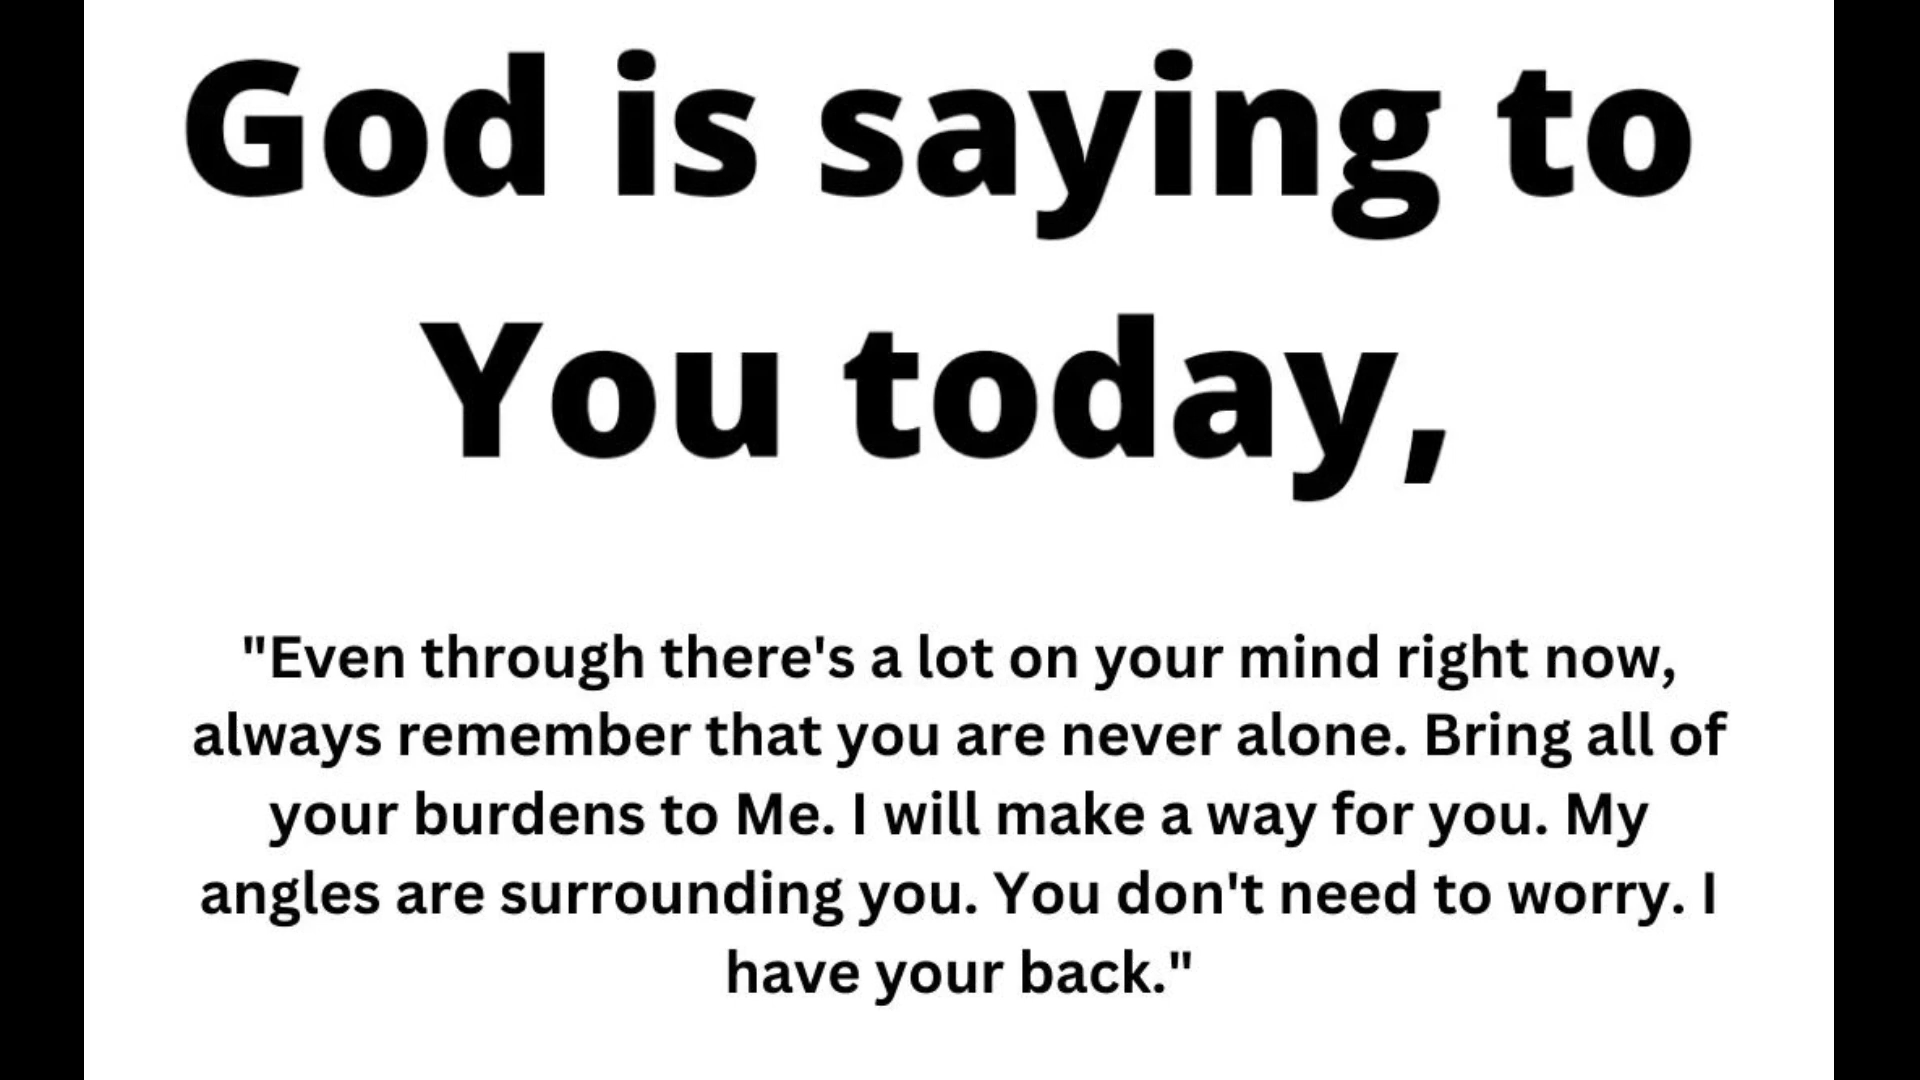 God is saying to
You today,
"Even through there's a lot on your mind right now,
always remember that you are never alone. Bring all of
your burdens to Me. I will make a way for you. My
angles are surrounding you. You don't need to worry. I
have your back."